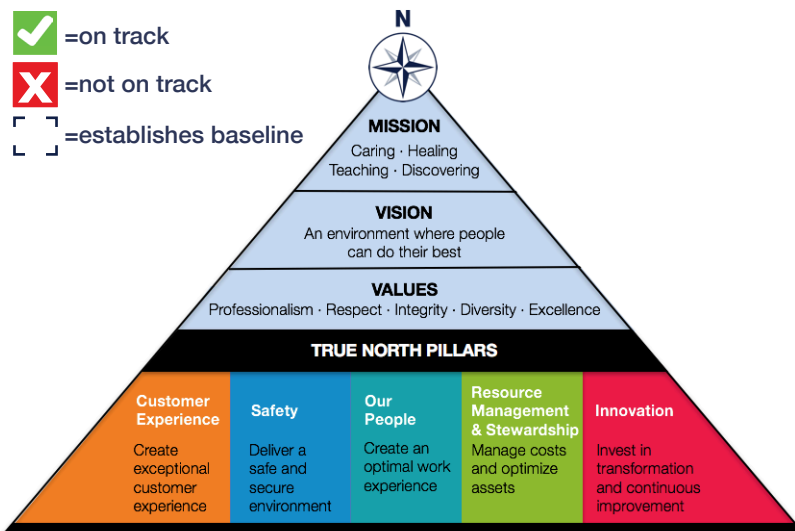 N
=on track
=not on track
=establishes baseline
MISSION
Caring · Healing
Teaching · Discovering
VISION
An environment where people
can do their best
VALUES
Professionalism · Respect · Integrity · Diversity · Excellence
TRUE NORTH PILLARS
Customer
Experience
Create
exceptional
customer
experience
Safety
Deliver a
safe and
secure
environment
Our
People
Create an
optimal work
experience
Resource
Management
& Stewardship
Manage costs
and optimize
assets
Innovation
Invest in
transformation
and continuous
improvement